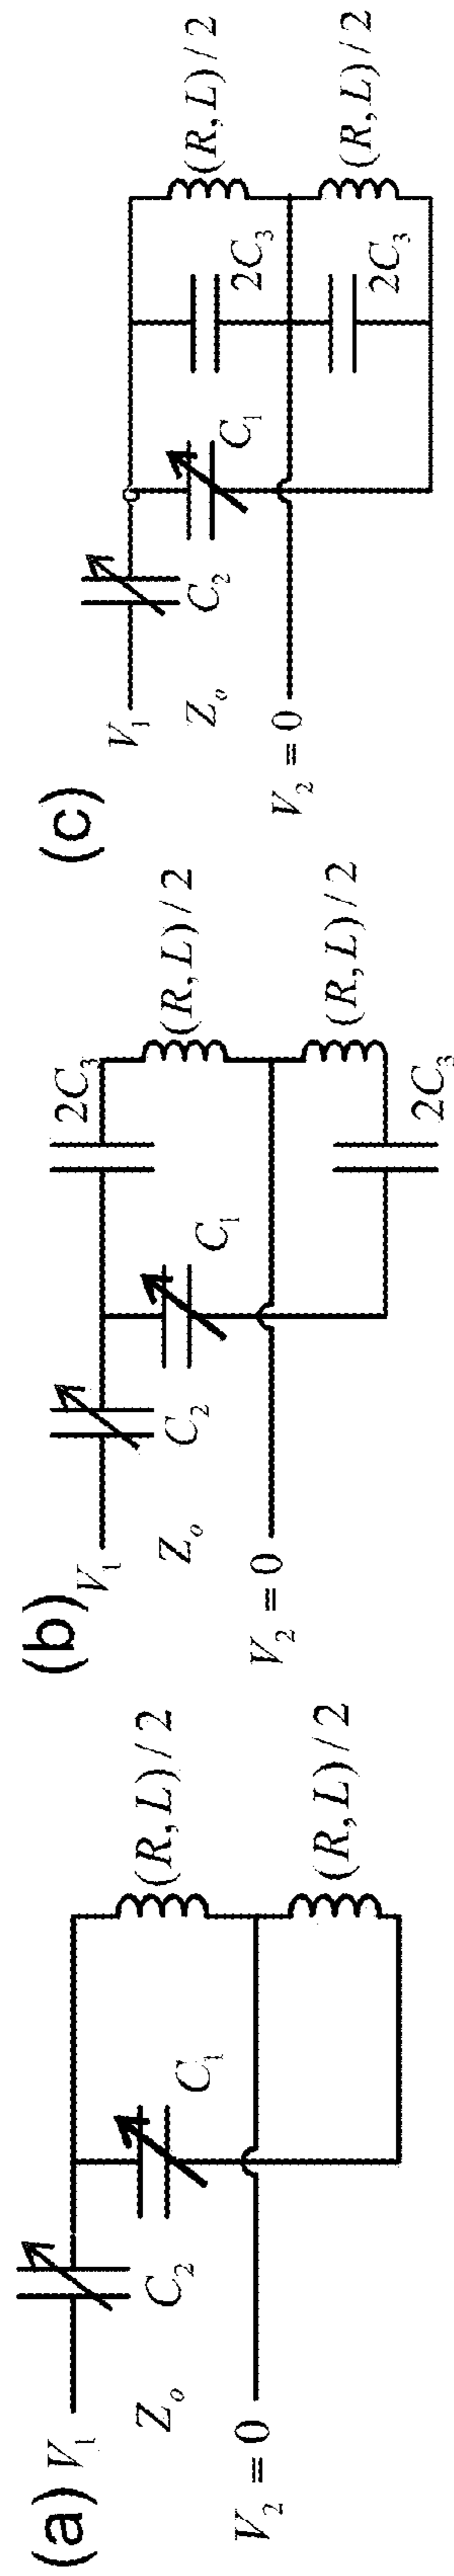 (a)
V₁
C₂
Zₒ
C₁
V₂ = 0
(R, L) / 2
(R, L) / 2
(b)
V₁
C₂
Zₒ
C₁
V₂ = 0
2C₃
(R, L) / 2
(R, L) / 2
2C₃
(c)
V₁
C₂
Zₒ
C₁
V₂ = 0
2C₃
(R, L) / 2
2C₃
(R, L) / 2